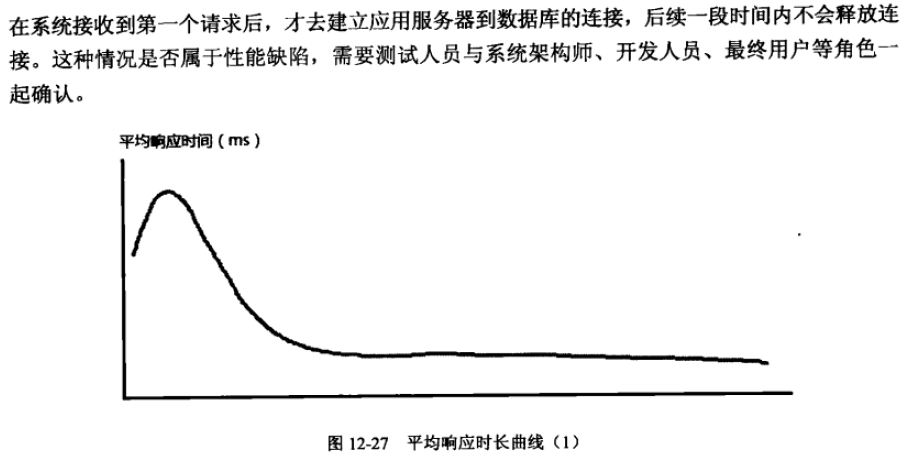 在系统接收到第一个请求后，才去建立应用服务器到数据库的连接，后续一段时间内不会释放连
接。这种情况是否属于性能缺陷，需要测试人员与系统架构师、开发人员、最终用户等角色一
起确认。
平均响应时间（ms）
图 12-27 平均响应时长曲线（1）